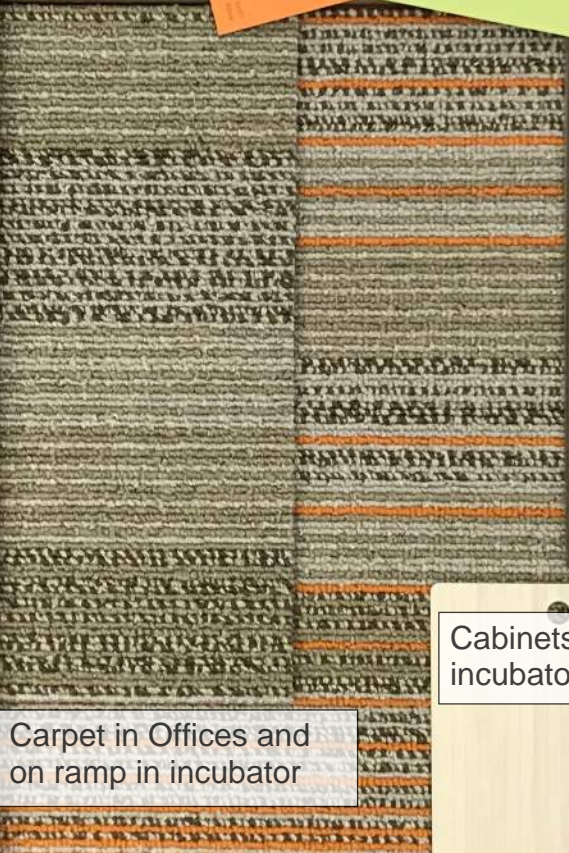 Cabinets
incubato
Carpet in Offices and
on ramp in incubator